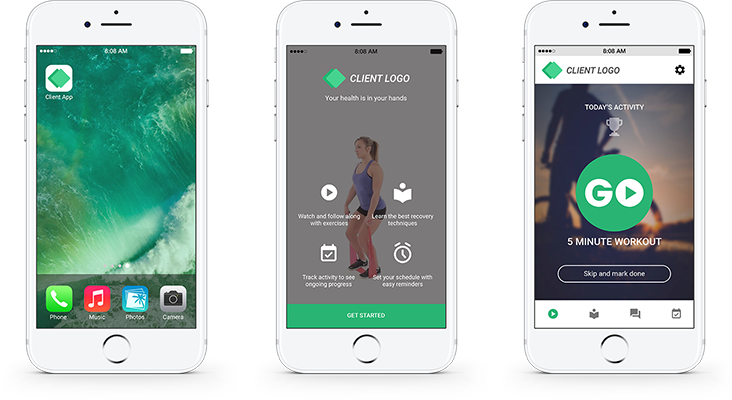 8:08 AM
Client App
Phone
Music
Photos
Camera
8:08 AM
CLIENT LOGO
Your health is in your hands
Watch and follow along
with exercises
Learn the best recovery
techniques
Track activity to see
ongoing progress
Set your schedule with
easy reminders
GET STARTED
8:08 AM
CLIENT LOGO
TODAY'S ACTIVITY
GO
5 MINUTE WORKOUT
Skip and mark done